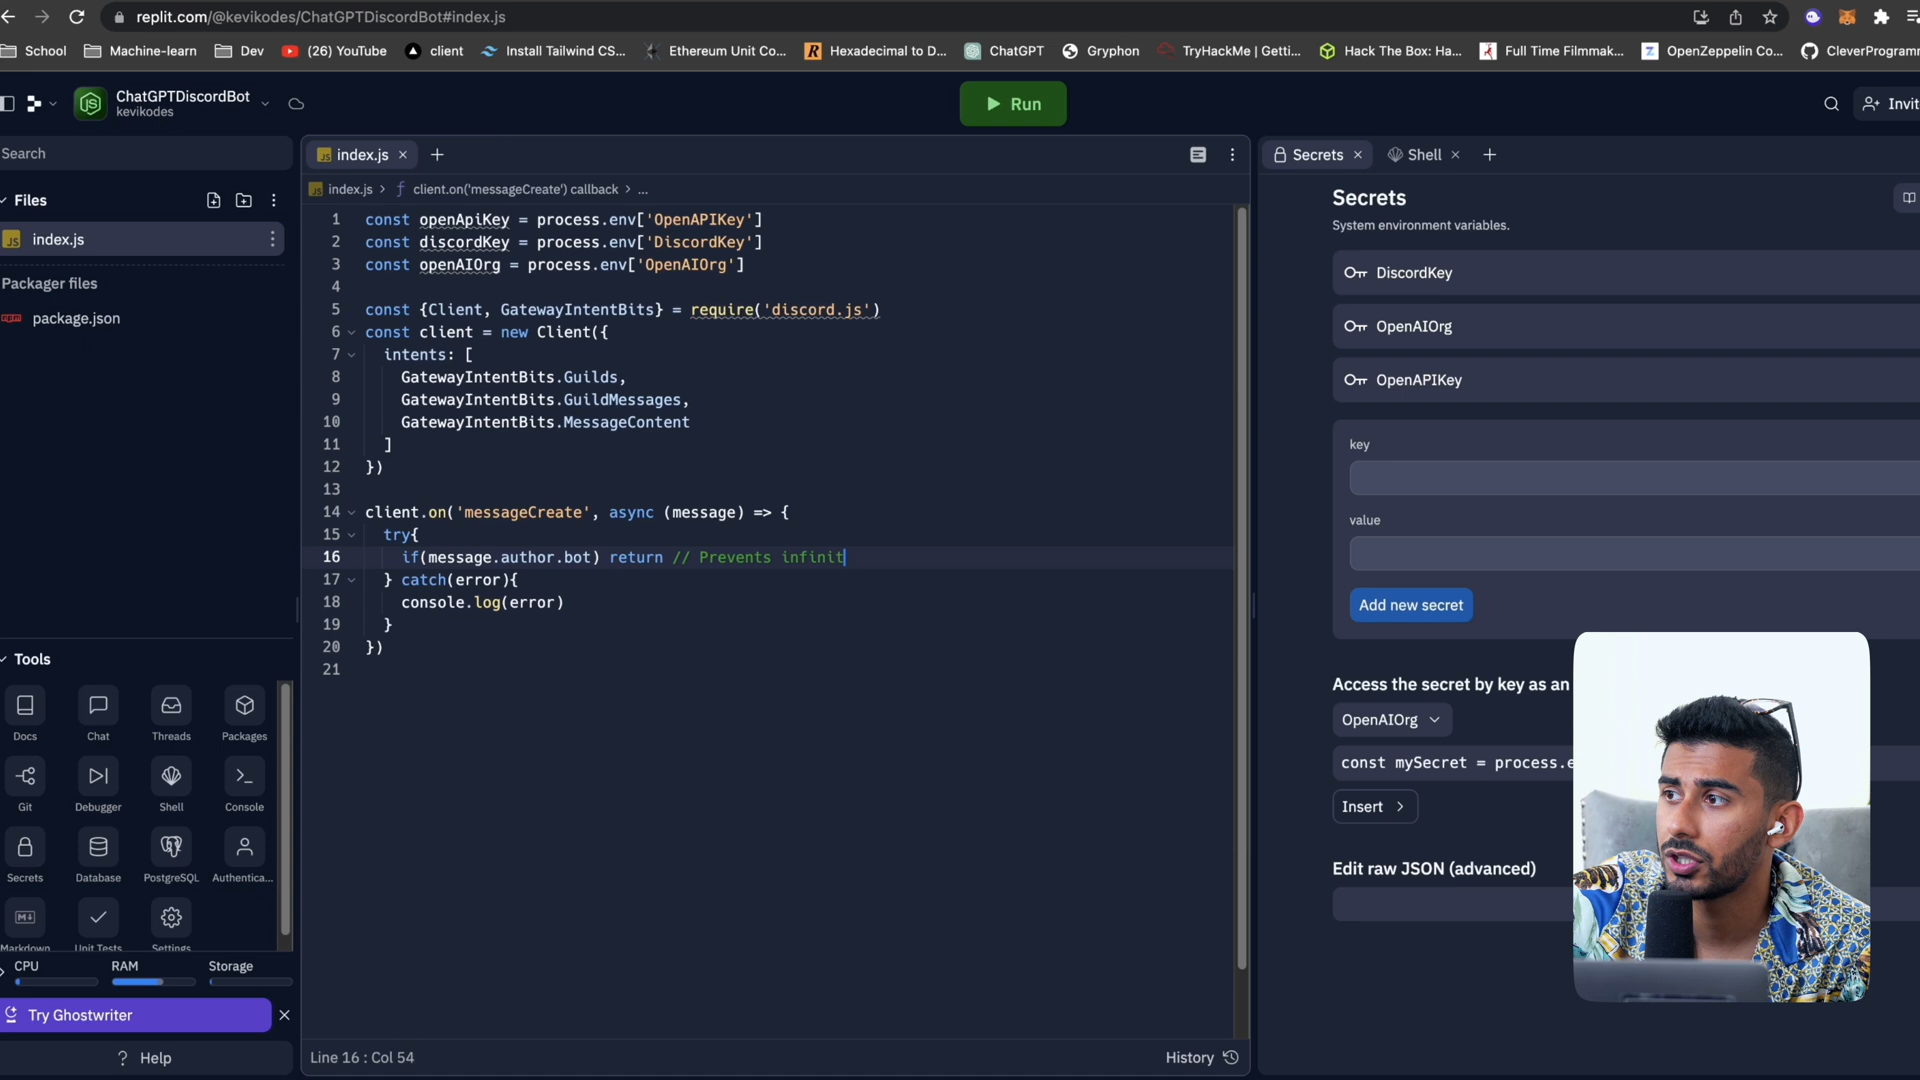 replit.com/@kevikodes/ChatGPTDiscordBot#index.js
School
Machine-learn
Dev
(26) YouTube
client
Install Tailwind CS...
Ethereum Unit Co...
Hexadecimal to D...
ChatGPT
Gryphon
TryHackMe | Getti...
Hack The Box: Ha...
Full Time Filmmak...
OpenZeppelin Co...
CleverProgramm
ChatGPTDiscordBot
kevikodes
Run
Invit
Search
Files
index.js
Packager files
package.json
Tools
Docs
Chat
Threads
Packages
Git
Debugger
Shell
Console
Secrets
Database
PostgreSQL
Authentica...
Markdown
Unit Tests
Settings
CPU
RAM
Storage
Try Ghostwriter
? Help
JS index.js
JS index.js > client.on('messageCreate') callback > ...
1 const openApiKey = process.env['OpenAPIKey']
2 const discordKey = process.env['DiscordKey']
3 const openAIOrg = process.env['OpenAIOrg']
4
5 const {Client, GatewayIntentBits} = require('discord.js')
6 const client = new Client({
7 intents: [
8 GatewayIntentBits.Guilds,
9 GatewayIntentBits.GuildMessages,
10 GatewayIntentBits.MessageContent
11 ]
12 })
13
14 client.on('messageCreate', async (message) => {
15 try{
16 if(message.author.bot) return // Prevents infinit
17 } catch(error){
18 console.log(error)
19 }
20 })
21
Line 16 : Col 54
History
Secrets
Shell
Secrets
System environment variables.
DiscordKey
OpenAIOrg
OpenAPIKey
key
value
Add new secret
Access the secret by key as an
OpenAIOrg
const mySecret = process.e
Insert >
Edit raw JSON (advanced)